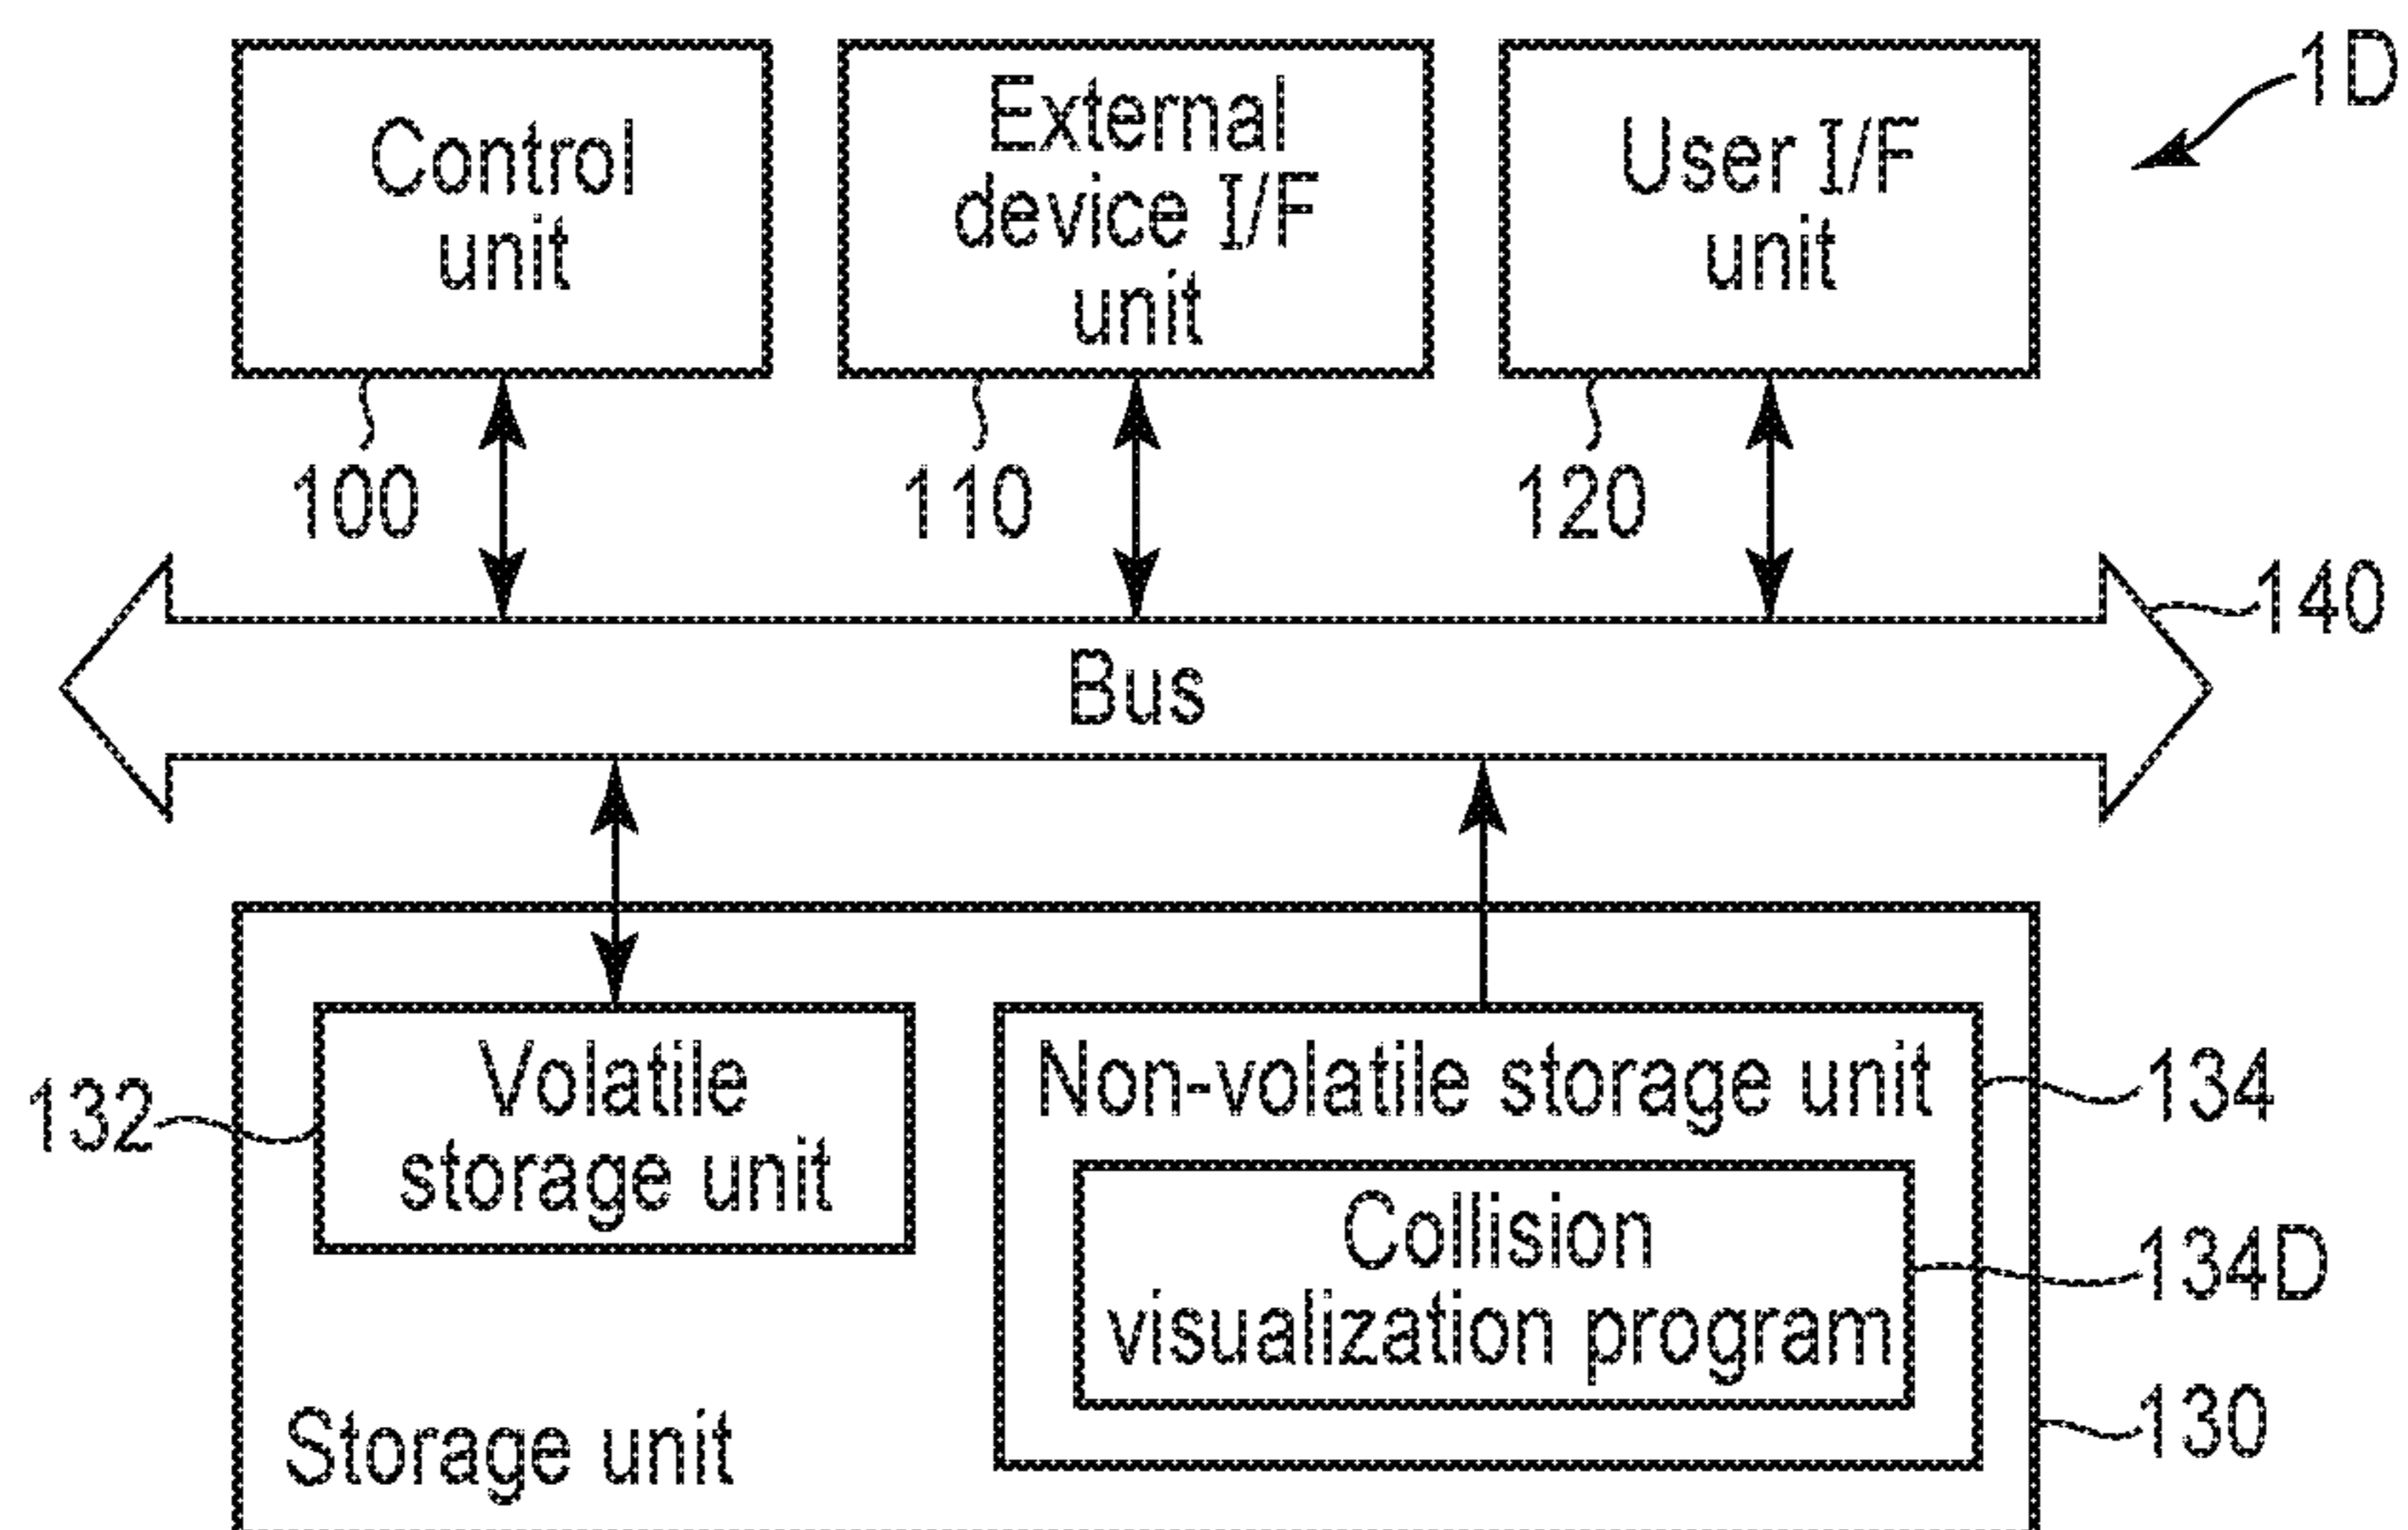 Control
unit
External
device I/F
unit
User I/F
unit
1D
100
110
120
140
Bus
132
Volatile
storage unit
Non-volatile storage unit
134
Collision
visualization program
134D
Storage unit
130